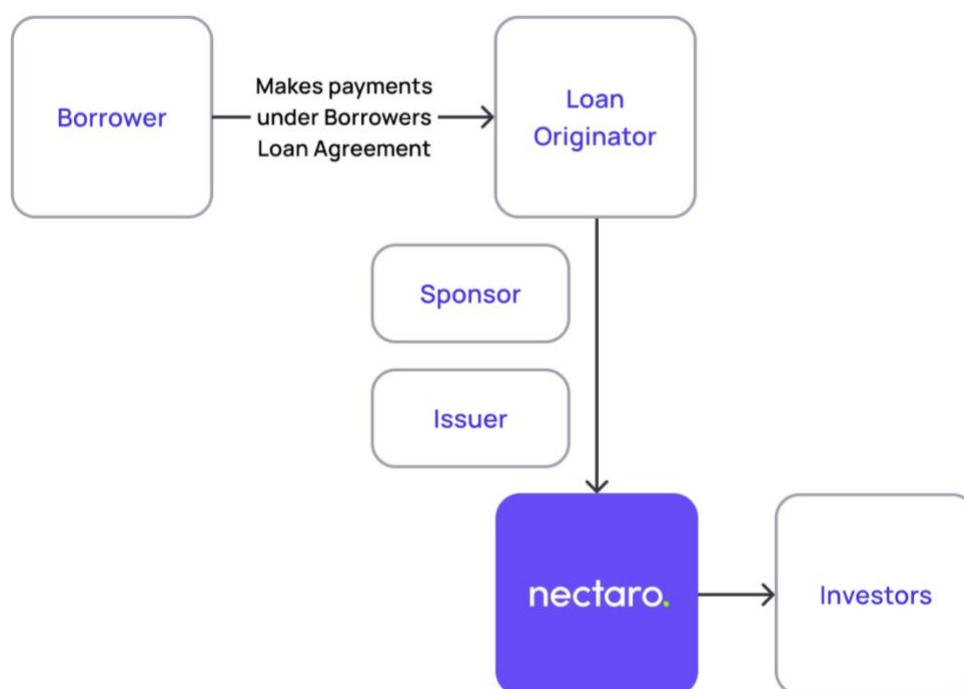 Borrower
Makes payments
under Borrowers
Loan Agreement
Loan
Originator
Sponsor
Issuer
nectaro.
Investors